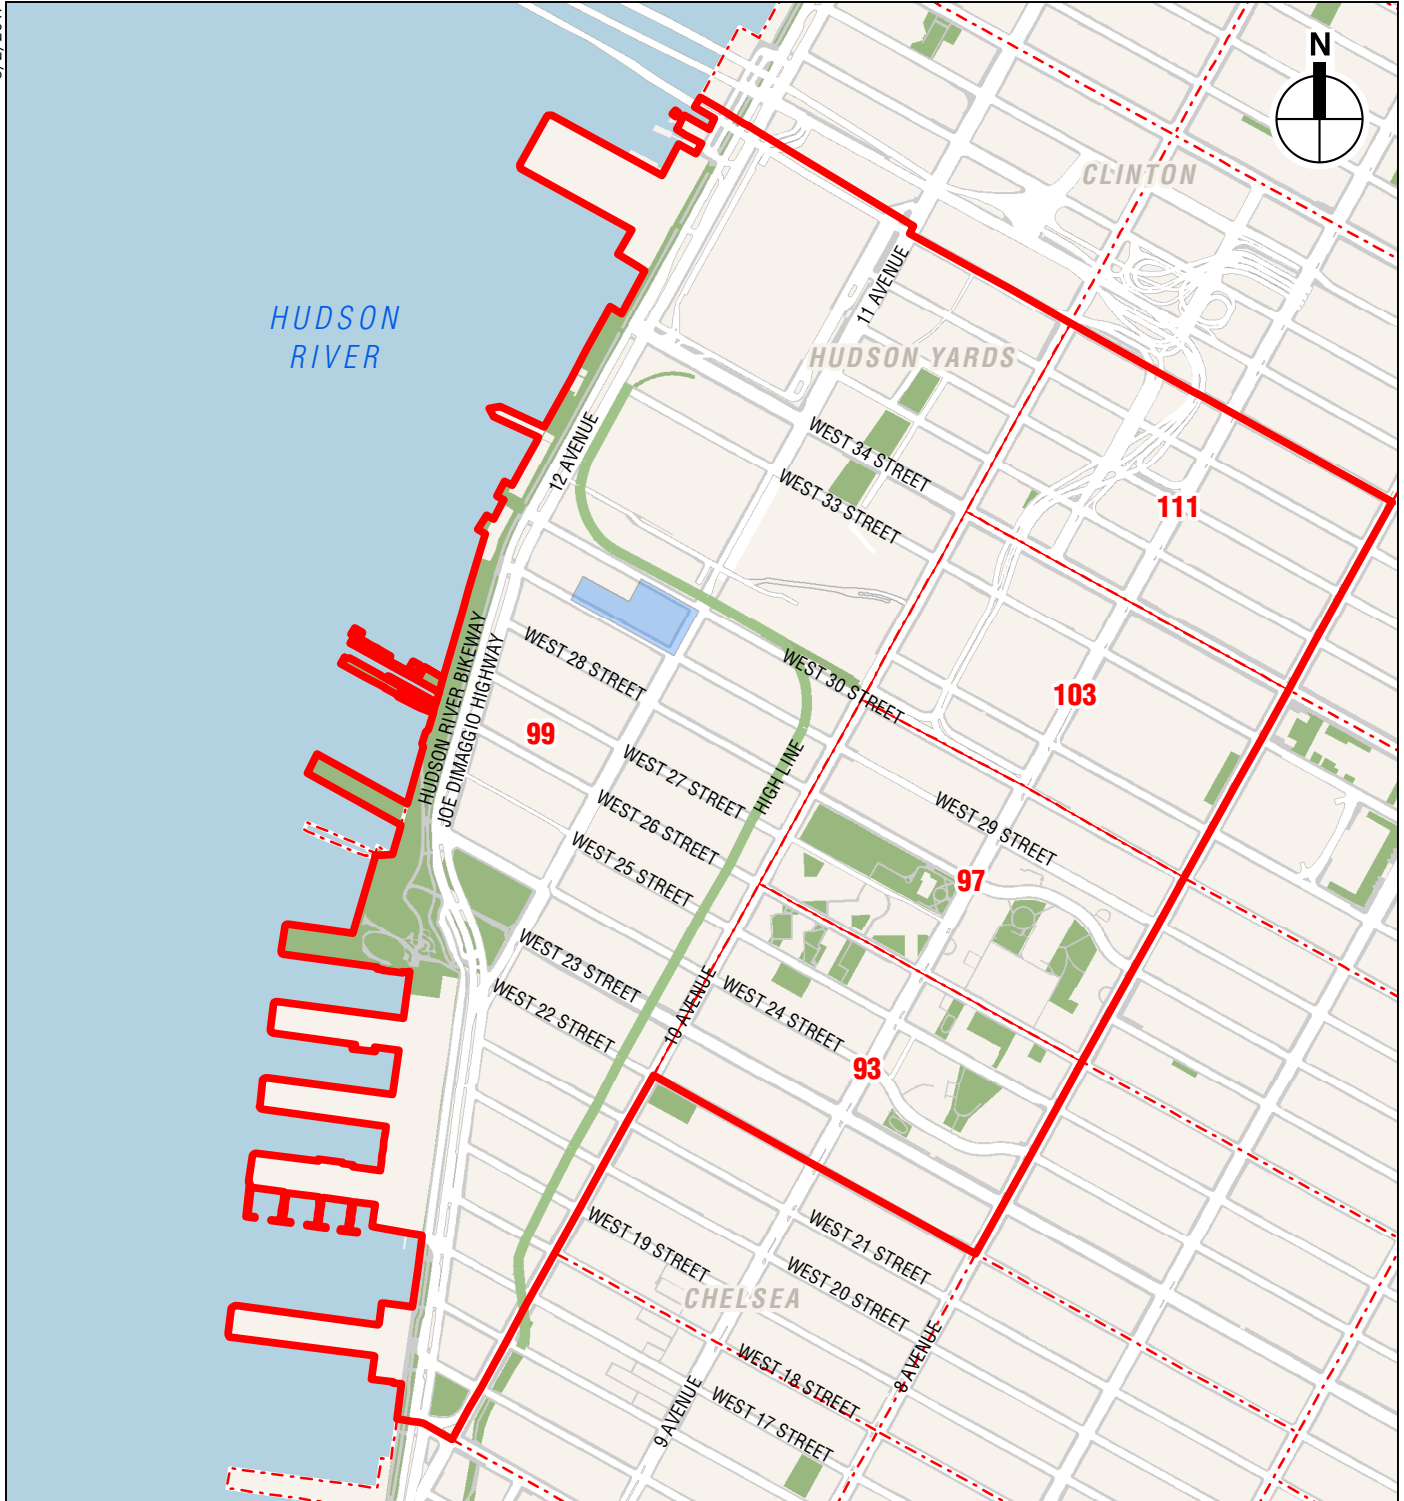 N
CLINTON
11 AVENUE
HUDSON
RIVER
HUDSON YARDS
12 AVENUE
WEST 34 STREET
WEST 33 STREET
111
HUDSON RIVER BIKEWAY
JOE DIMAGGIO HIGHWAY
WEST 28 STREET
WEST 30 STREET
103
99
HIGH LINE
WEST 27 STREET
WEST 26 STREET
WEST 29 STREET
WEST 25 STREET
97
WEST 23 STREET
WEST 22 STREET
10 AVENUE
WEST 24 STREET
93
WEST 19 STREET
WEST 21 STREET
WEST 20 STREET
CHELSEA
8 AVENUE
WEST 18 STREET
9 AVENUE
WEST 17 STREET